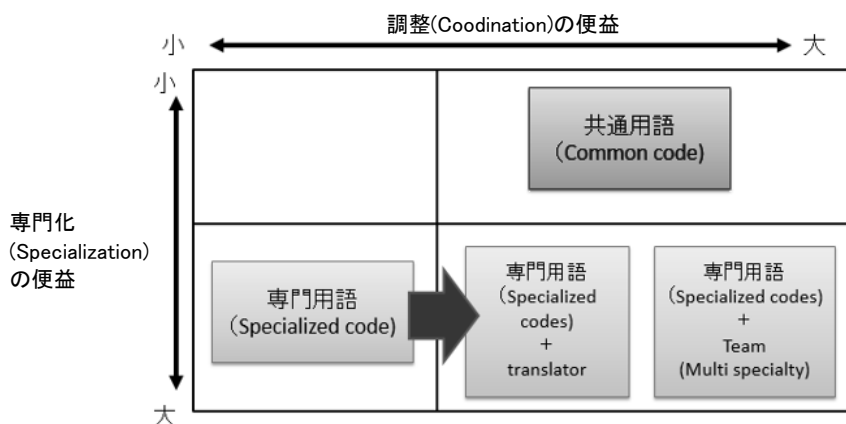 調整(Coodination)の便益
小
大
小
専門化
(Specialization)
の便益
大
共通用語
（Common code)
専門用語
（Specialized code)
専門用語
（Specialized
codes)
+
translator
専門用語
（Specialized codes)
+
Team
(Multi specialty)